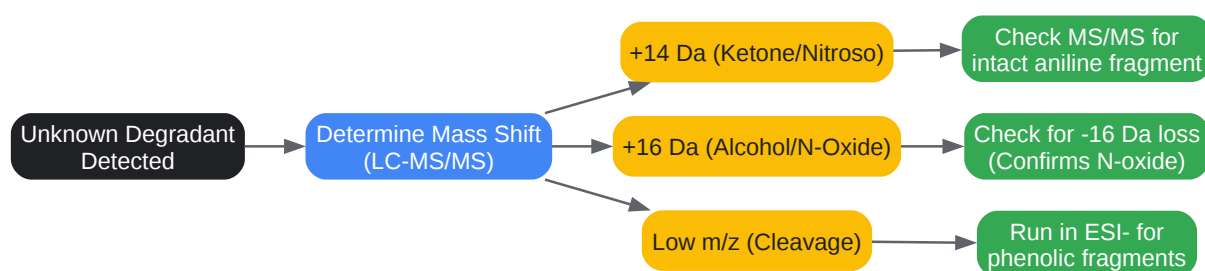 Unknown Degradant
Detected
Determine Mass Shift
(LC-MS/MS)
+14 Da (Ketone/Nitroso)
Check MS/MS for
intact aniline fragment
+16 Da (Alcohol/N-Oxide)
Check for -16 Da loss
(Confirms N-oxide)
Low m/z (Cleavage)
Run in ESI- for
phenolic fragments